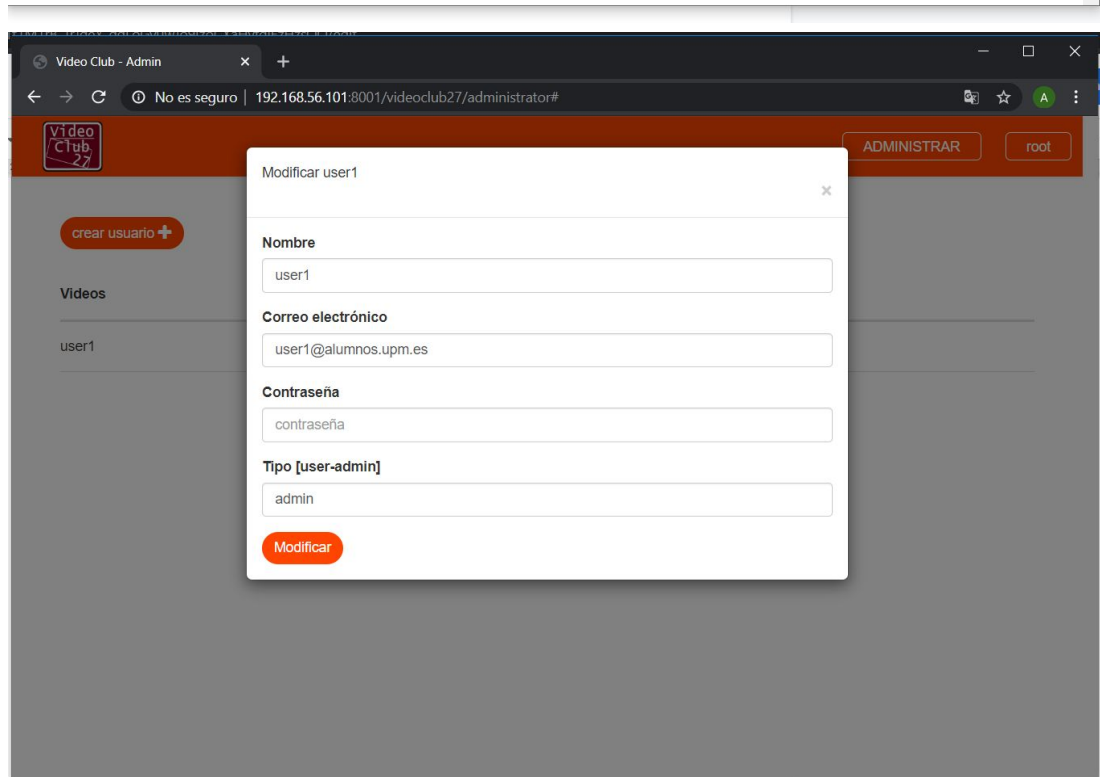 Video Club - Admin
No es seguro | 192.168.56.101:8001/videoclub27/administrator#
A
Video
Club
27
ADMINISTRAR
root
Modificar user1
crear usuario
Nombre
user1
Videos
Correo electrónico
user1
user1@alumnos.upm.es
Contraseña
contraseña
Tipo [user-admin]
admin
Modificar